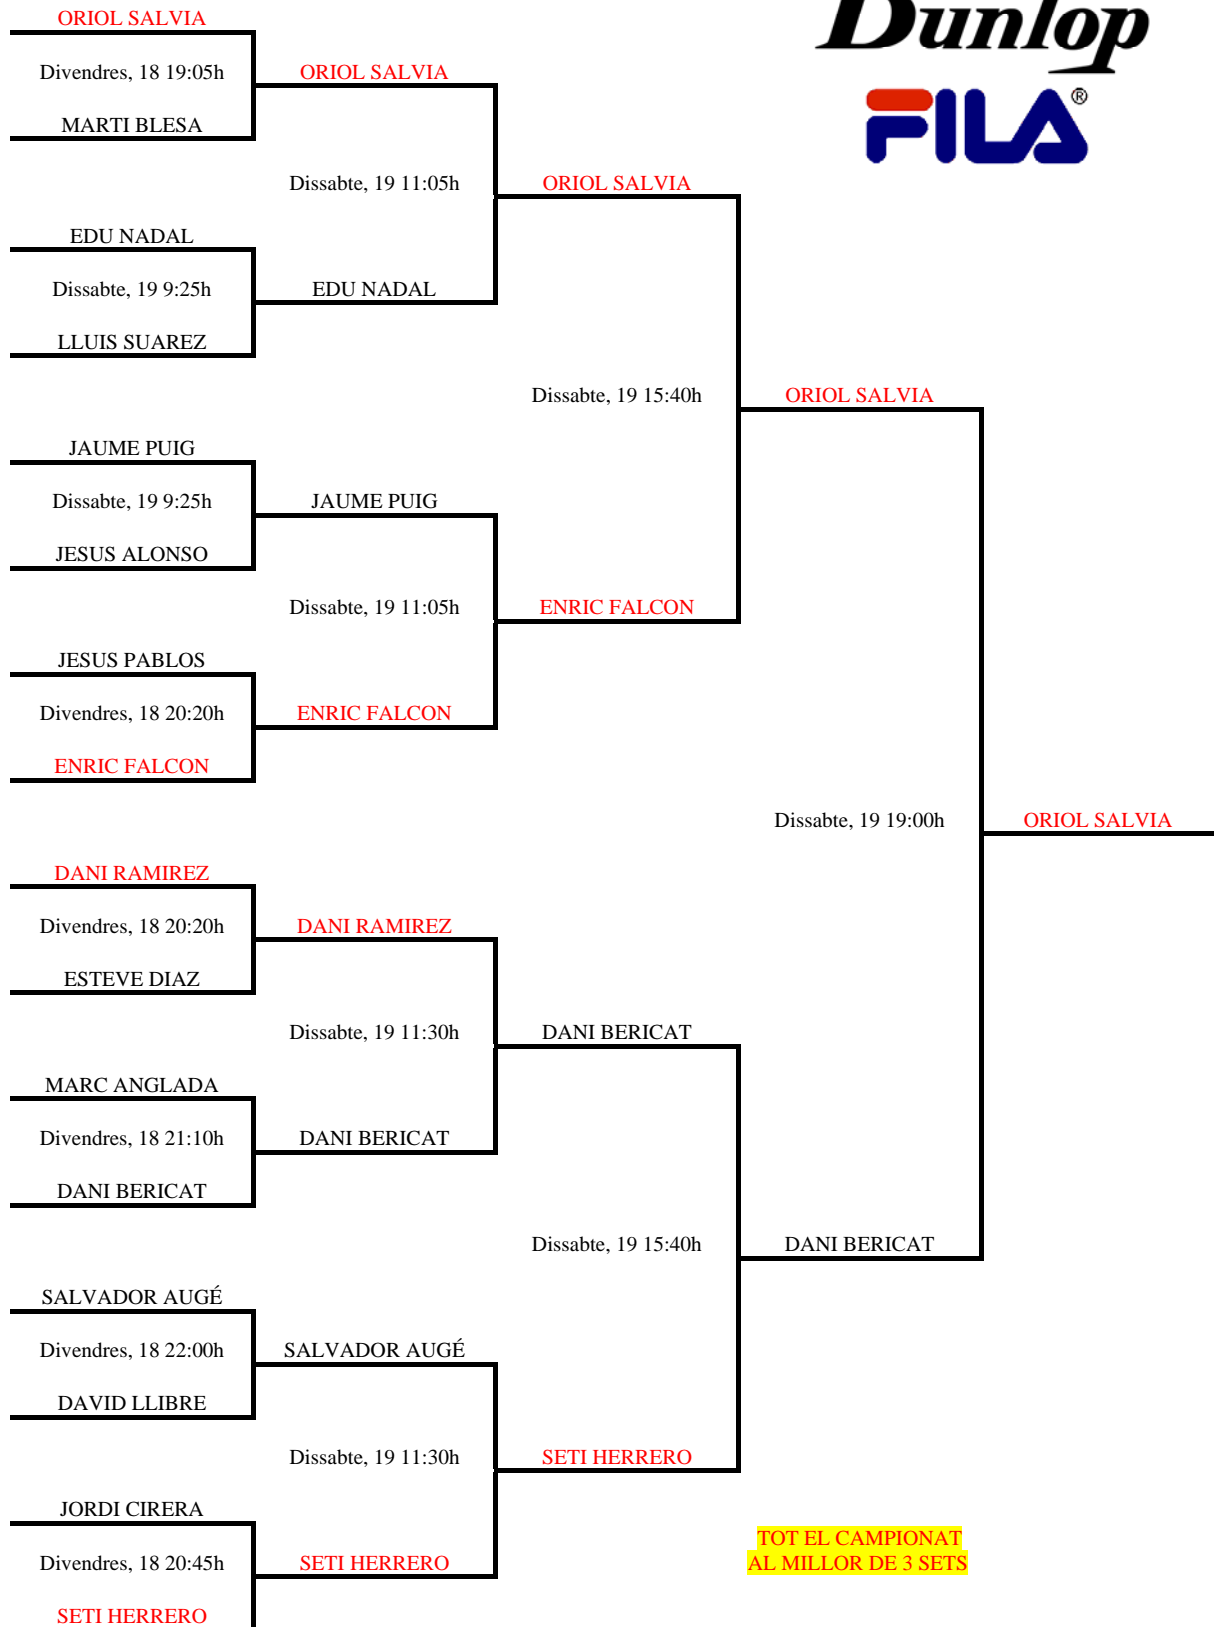 Dunlop
FILA®
ORIOL SALVIA
Divendres, 18 19:05h
ORIOL SALVIA
MARTI BLESA
Dissabte, 19 11:05h
ORIOL SALVIA
EDU NADAL
Dissabte, 19 9:25h
EDU NADAL
LLUIS SUAREZ
Dissabte, 19 15:40h
ORIOL SALVIA
JAUME PUIG
Dissabte, 19 9:25h
JAUME PUIG
JESUS ALONSO
Dissabte, 19 11:05h
ENRIC FALCON
JESUS PABLOS
Divendres, 18 20:20h
ENRIC FALCON
ENRIC FALCON
Dissabte, 19 19:00h
ORIOL SALVIA
DANI RAMIREZ
Divendres, 18 20:20h
DANI RAMIREZ
ESTEVE DIAZ
Dissabte, 19 11:30h
DANI BERICAT
MARC ANGLADA
Divendres, 18 21:10h
DANI BERICAT
DANI BERICAT
Dissabte, 19 15:40h
DANI BERICAT
SALVADOR AUGÉ
Divendres, 18 22:00h
SALVADOR AUGÉ
DAVID LLIBRE
Dissabte, 19 11:30h
SETI HERRERO
JORDI CIRERA
Divendres, 18 20:45h
SETI HERRERO
SETI HERRERO
TOT EL CAMPIONAT
AL MILLOR DE 3 SETS